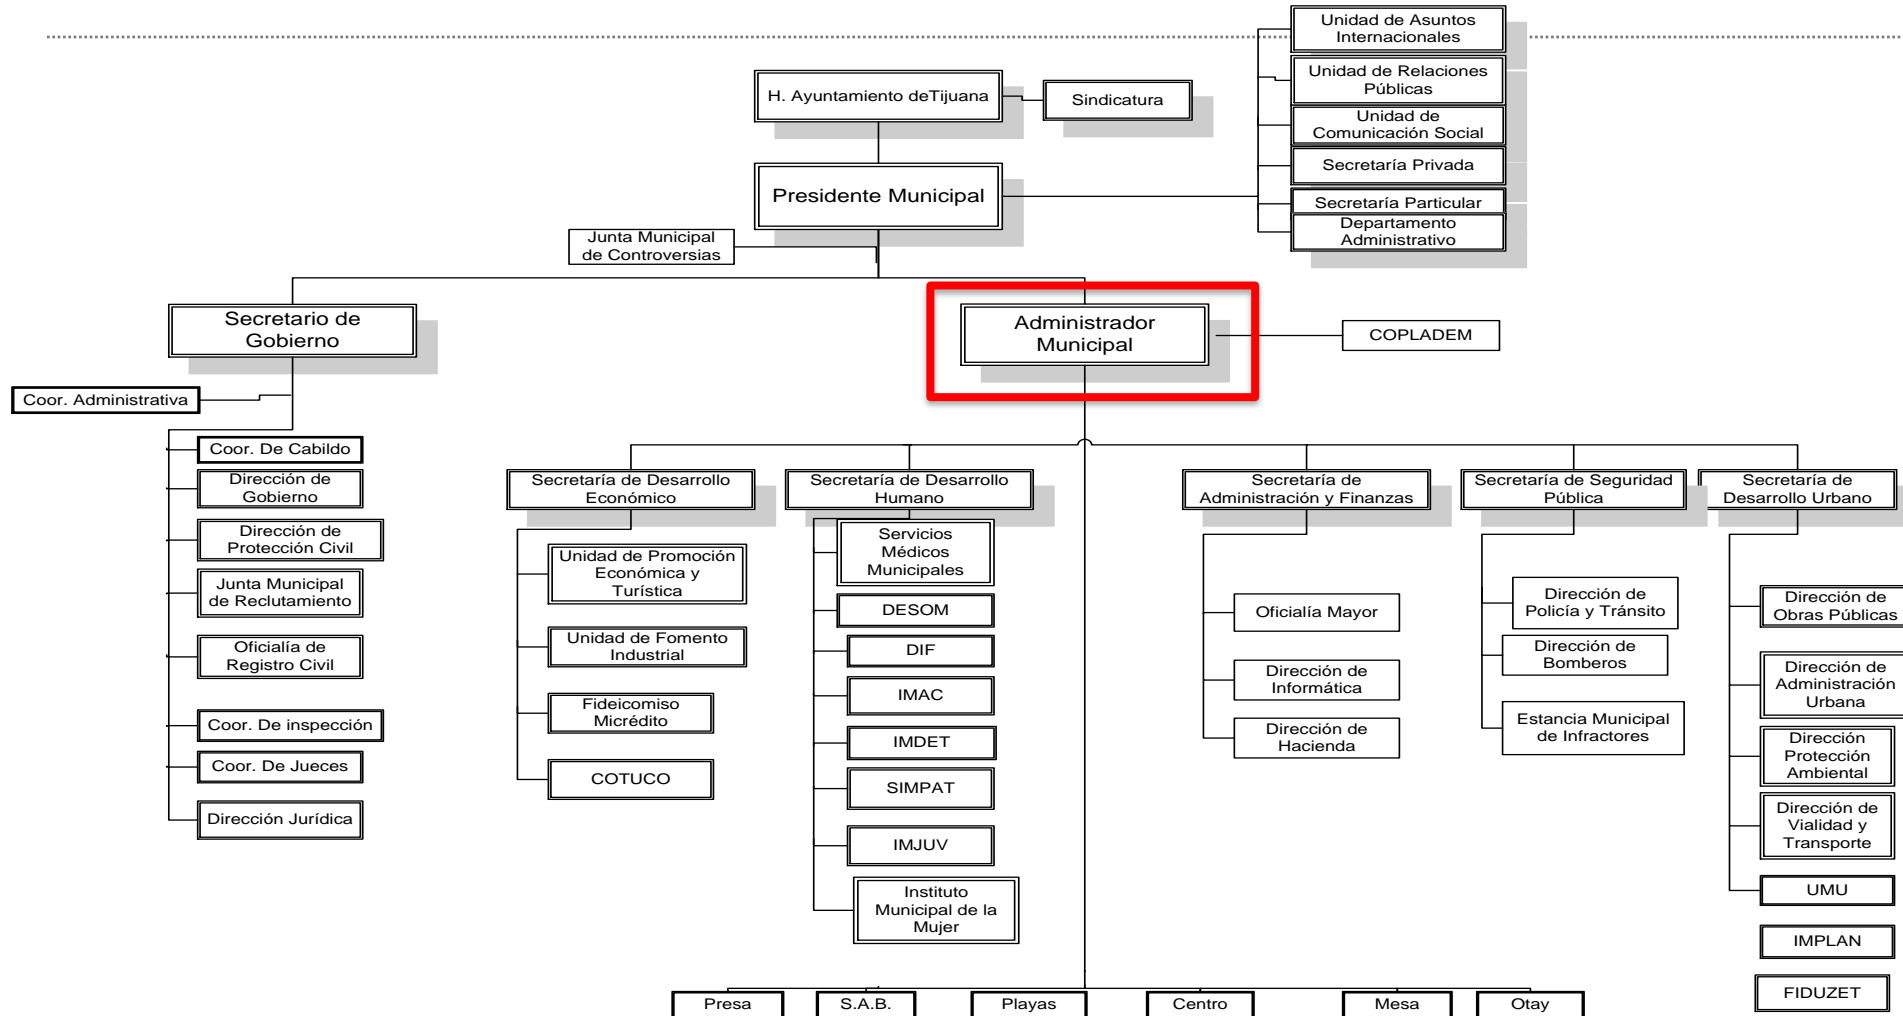 Unidad de Asuntos
Internacionales
Unidad de Relaciones
Públicas
Unidad de
Comunicación Social
Secretaría Privada
Secretaría Particular
Departamento
Administrativo
H. Ayuntamiento deTijuana
Sindicatura
Presidente Municipal
Junta Municipal
de Controversias
Secretario de
Gobierno
Administrador
Municipal
COPLADEM
Coor. Administrativa
Coor. De Cabildo
Dirección de
Gobierno
Dirección de
Protección Civil
Junta Municipal
de Reclutamiento
Oficialía de
Registro Civil
Coor. De inspección
Coor. De Jueces
Dirección Jurídica
Secretaría de Desarrollo
Económico
Unidad de Promoción
Económica y
Turística
Unidad de Fomento
Industrial
Fideicomiso
Micrédito
COTUCO
Secretaría de Desarrollo
Humano
Servicios
Médicos
Municipales
DESOM
DIF
IMAC
IMDET
SIMPAT
IMJUV
Instituto
Municipal de la
Mujer
Secretaría de
Administración y Finanzas
Oficialía Mayor
Dirección de
Informática
Dirección de
Hacienda
Secretaría de Seguridad
Pública
Dirección de
Policía y Tránsito
Dirección de
Bomberos
Estancia Municipal
de Infractores
Secretaría de
Desarrollo Urbano
Dirección de
Obras Públicas
Dirección de
Administración
Urbana
Dirección
Protección
Ambiental
Dirección de
Vialidad y
Transporte
UMU
IMPLAN
FIDUZET
Presa
S.A.B.
Playas
Centro
Mesa
Otay